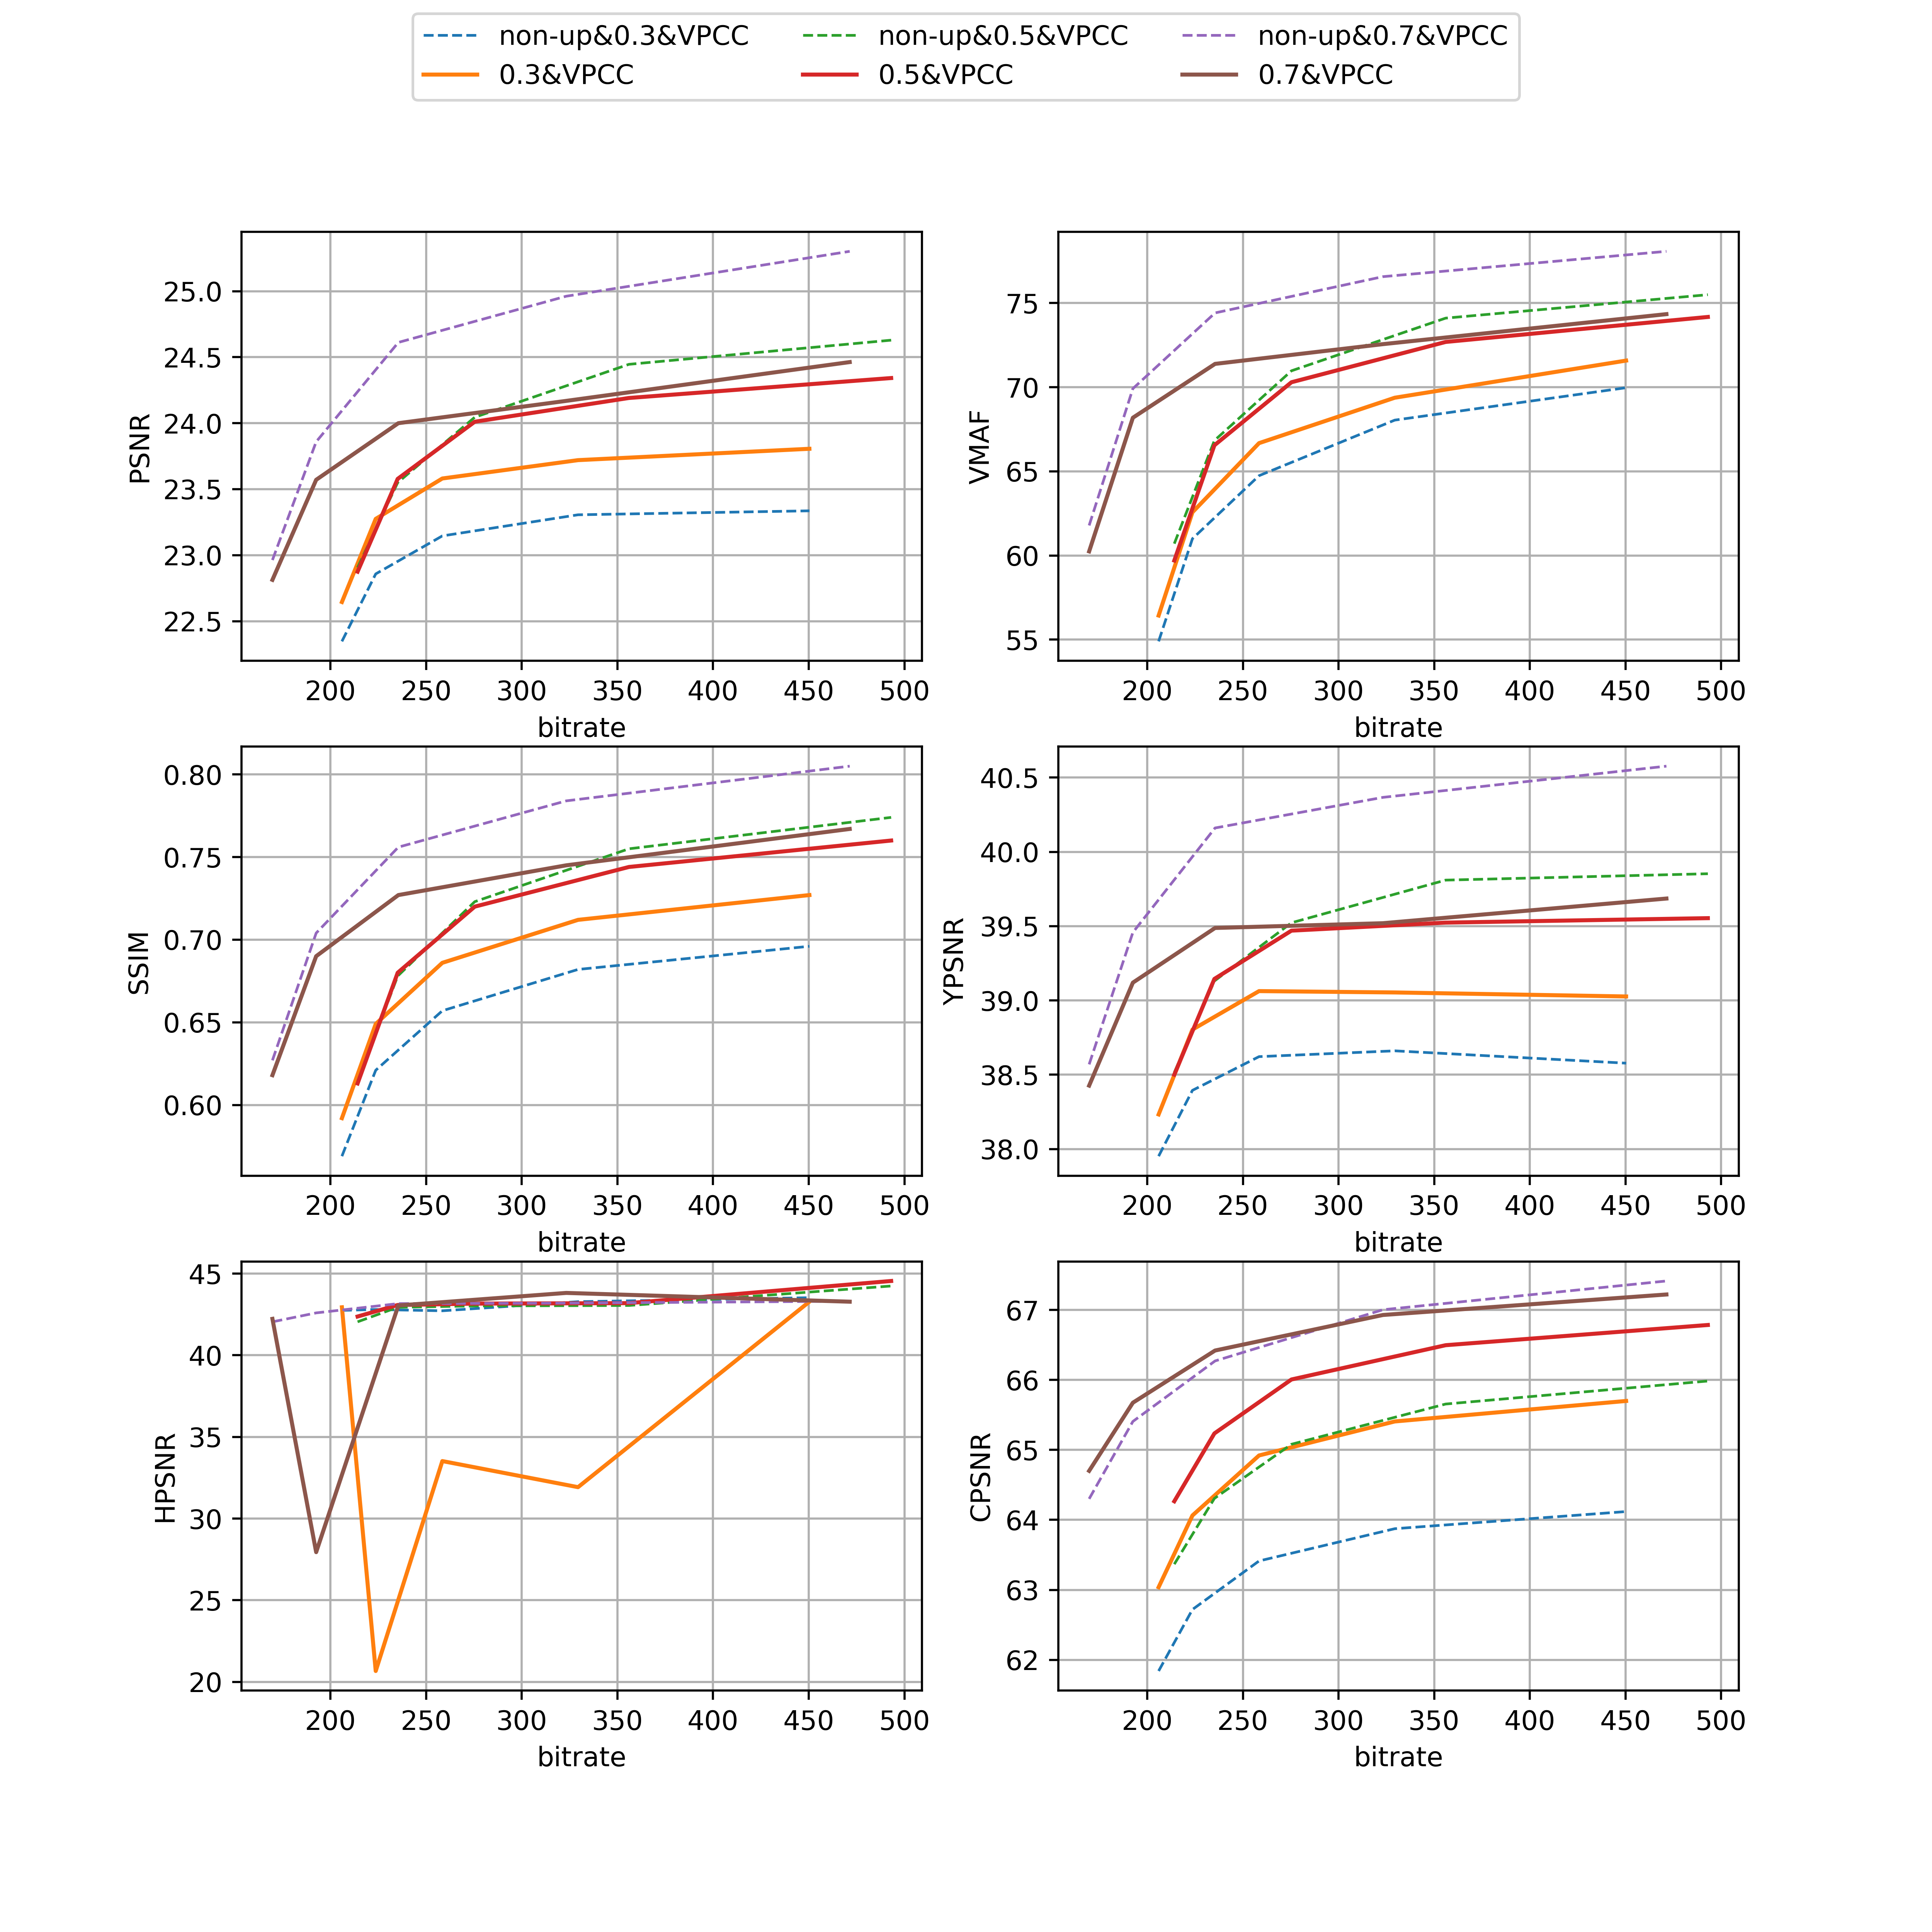 non-up&0.3&VPCC non-up&0.5&VPCC non-up&0.7&VPCC
0.3&VPCC 0.5&VPCC 0.7&VPCC
PSNR
25.0
24.5
24.0
23.5
23.0
22.5
200 250 300 350 400 450 500
bitrate
VMAF
75
70
65
60
55
200 250 300 350 400 450 500
bitrate
SSIM
0.80
0.75
0.70
0.65
0.60
200 250 300 350 400 450 500
bitrate
YPSNR
40.5
40.0
39.5
39.0
38.5
38.0
200 250 300 350 400 450 500
bitrate
HPSNR
45
40
35
30
25
20
200 250 300 350 400 450 500
bitrate
CPSNR
67
66
65
64
63
62
200 250 300 350 400 450 500
bitrate